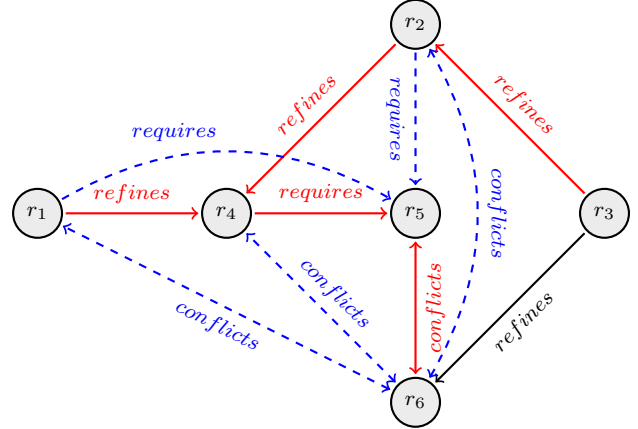 r2
refines
requires
refines
requires
r1
refines
r4
requires
r5
conflicts
r3
conflicts
conflicts
conflicts
refines
r6